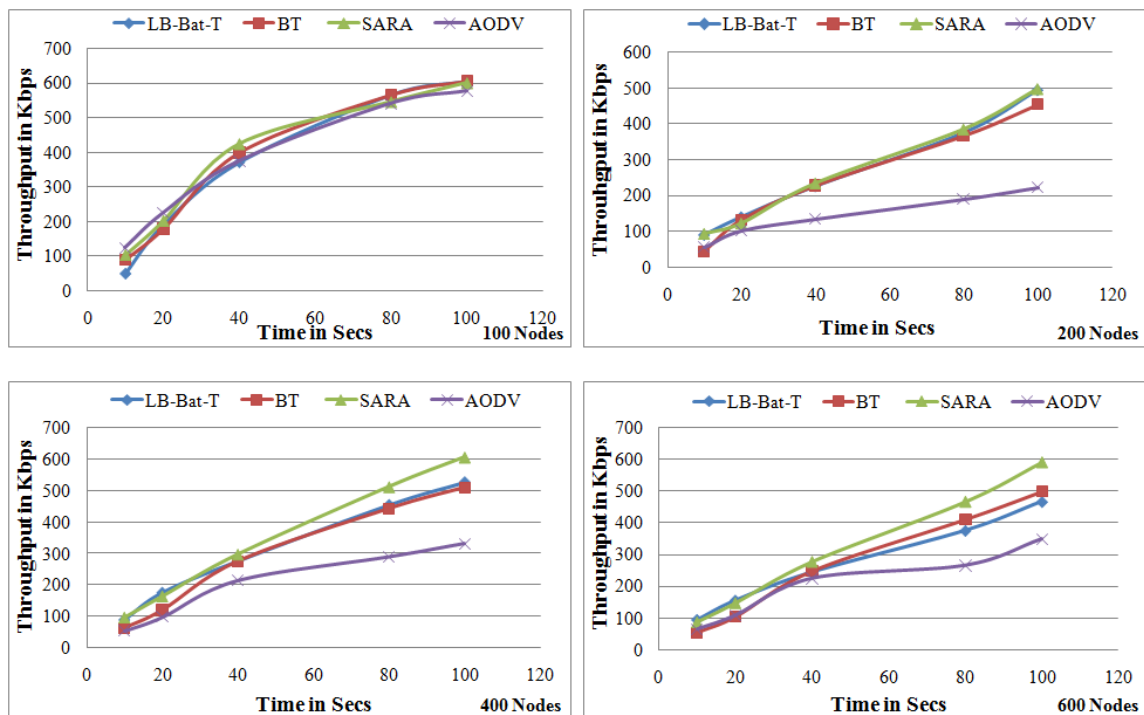 LB-Bat-T BT SARA AODV
700
600
500
400
300
200
100
0
Throughput in Kbps
0 20 40 60 80 100 120
Time in Secs
100 Nodes
LB-Bat-T BT SARA AODV
600
500
400
300
200
100
0
Throuhgput in Kbps
0 20 40 60 80 100 120
Time in Secs
200 Nodes
LB-Bat-T BT SARA AODV
700
600
500
400
300
200
100
0
Throughput in Kbps
0 20 40 60 80 100 120
Time in Secs
400 Nodes
LB-Bat-T BT SARA AODV
700
600
500
400
300
200
100
0
Throughput in Kbps
0 20 40 60 80 100 120
Time in Secs
600 Nodes